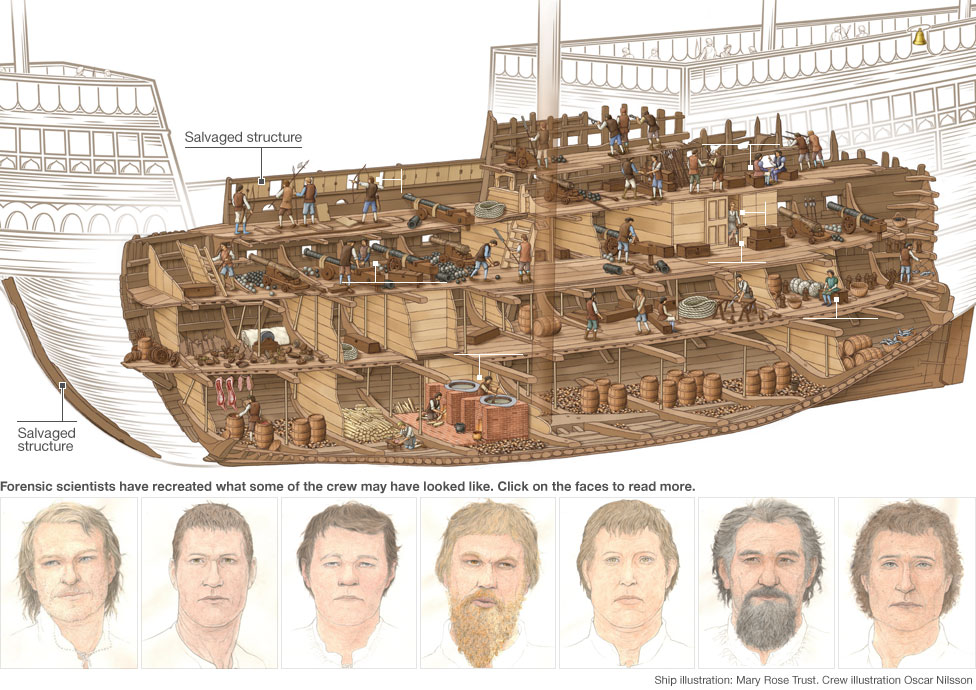 Salvaged structure
Salvaged
structure
Forensic scientists have recreated what some of the crew may have looked like. Click on the faces to read more.
Ship illustration: Mary Rose Trust. Crew illustration Oscar Nilsson